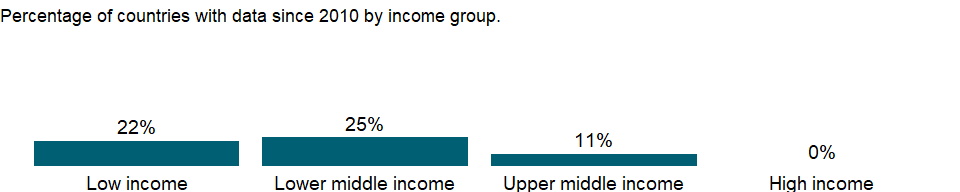 Percentage of countries with data since 2010 by income group.
25%
22%
11%
0%
Low income Lower middle income Upper middle income High income